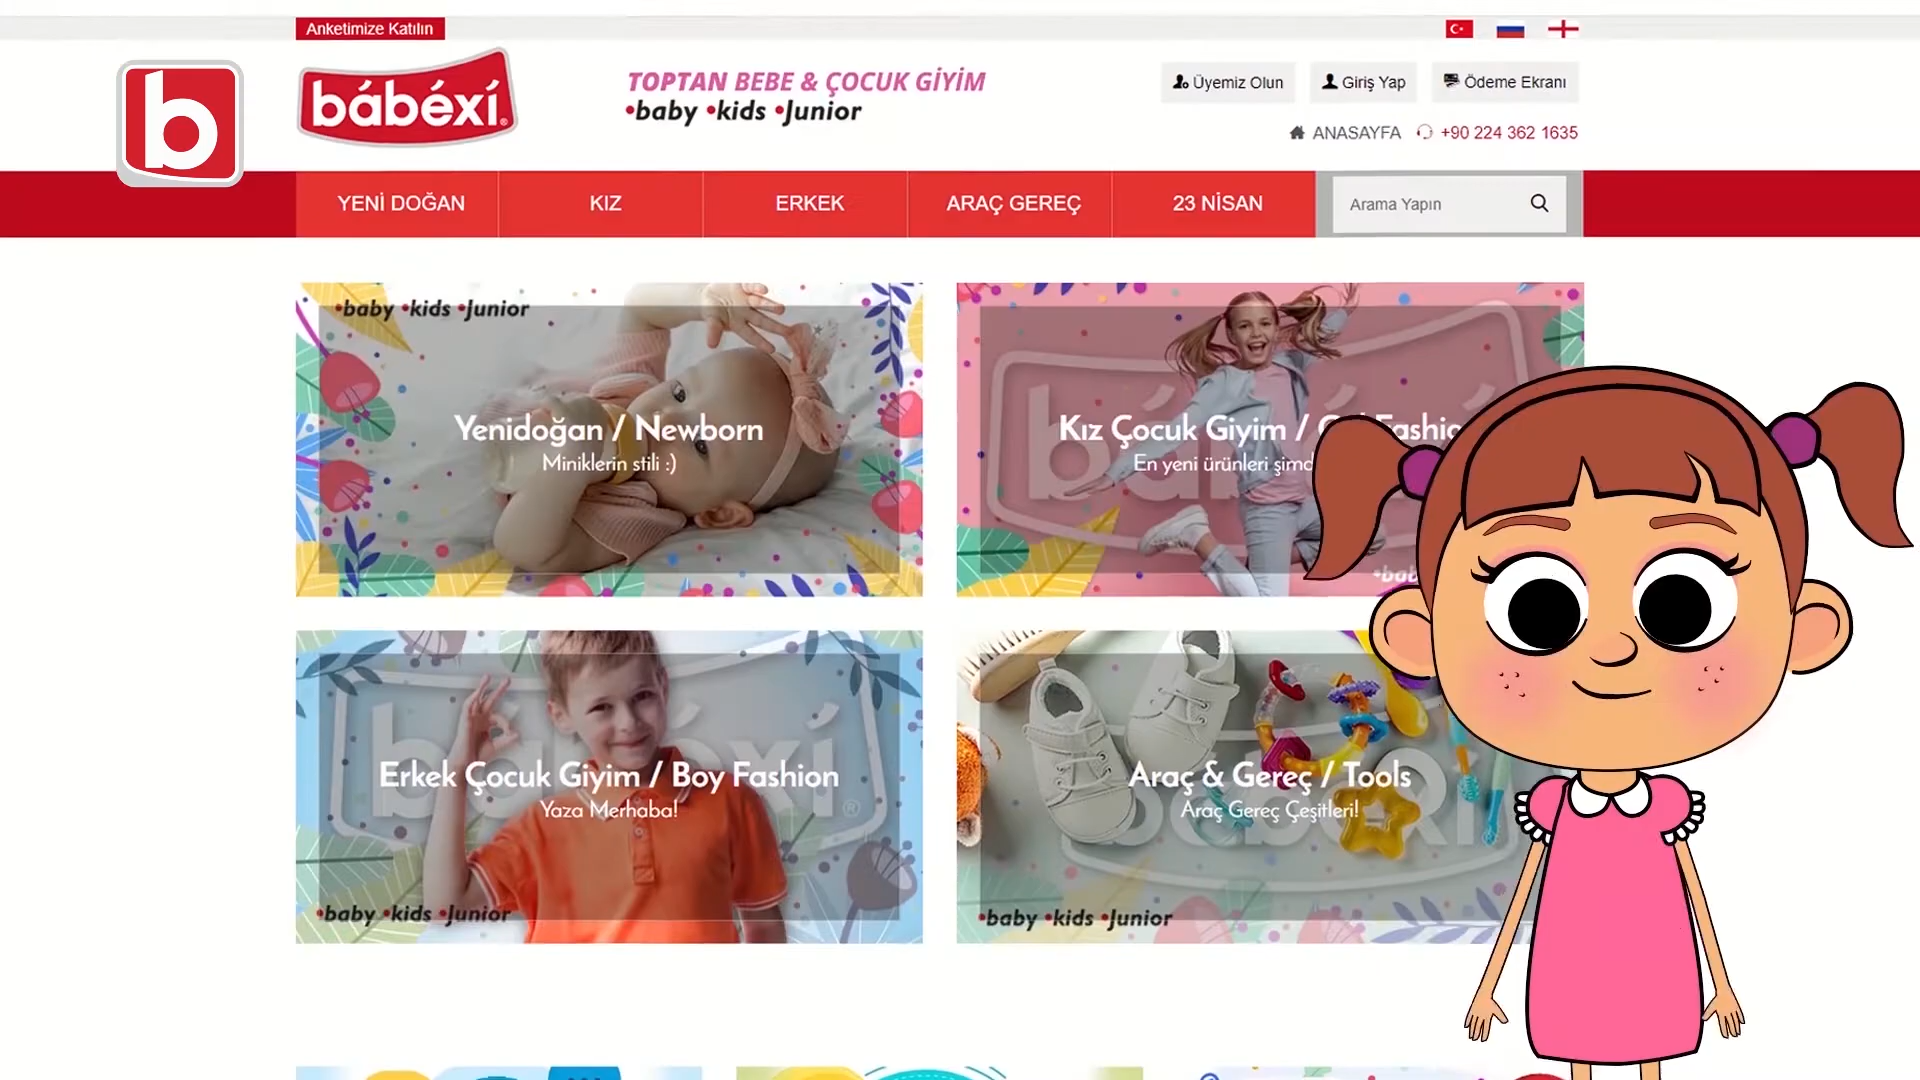 Anketimize Katılın
b
bábéxí
TOPTAN BEBE & ÇOCUK GİYİM
•baby •kids •Junior
Üyemiz Olun
Giriş Yap
Ödeme Ekranı
ANASAYFA
+90 224 362 1635
YENİ DOĞAN
KIZ
ERKEK
ARAÇ GEREÇ
23 NİSAN
Arama Yapın
•baby •kids •Junior
Yenidoğan / Newborn
Miniklerin stili :)
Kız Çocuk Giyim /
En yeni ürünleri
Erkek Çocuk Giyim / Boy Fashion
Yaza Merhaba!
•baby •kids •Junior
Araç & Gereç / Tools
Araç Gereç Çeşitleri!
•baby •kids •Junior